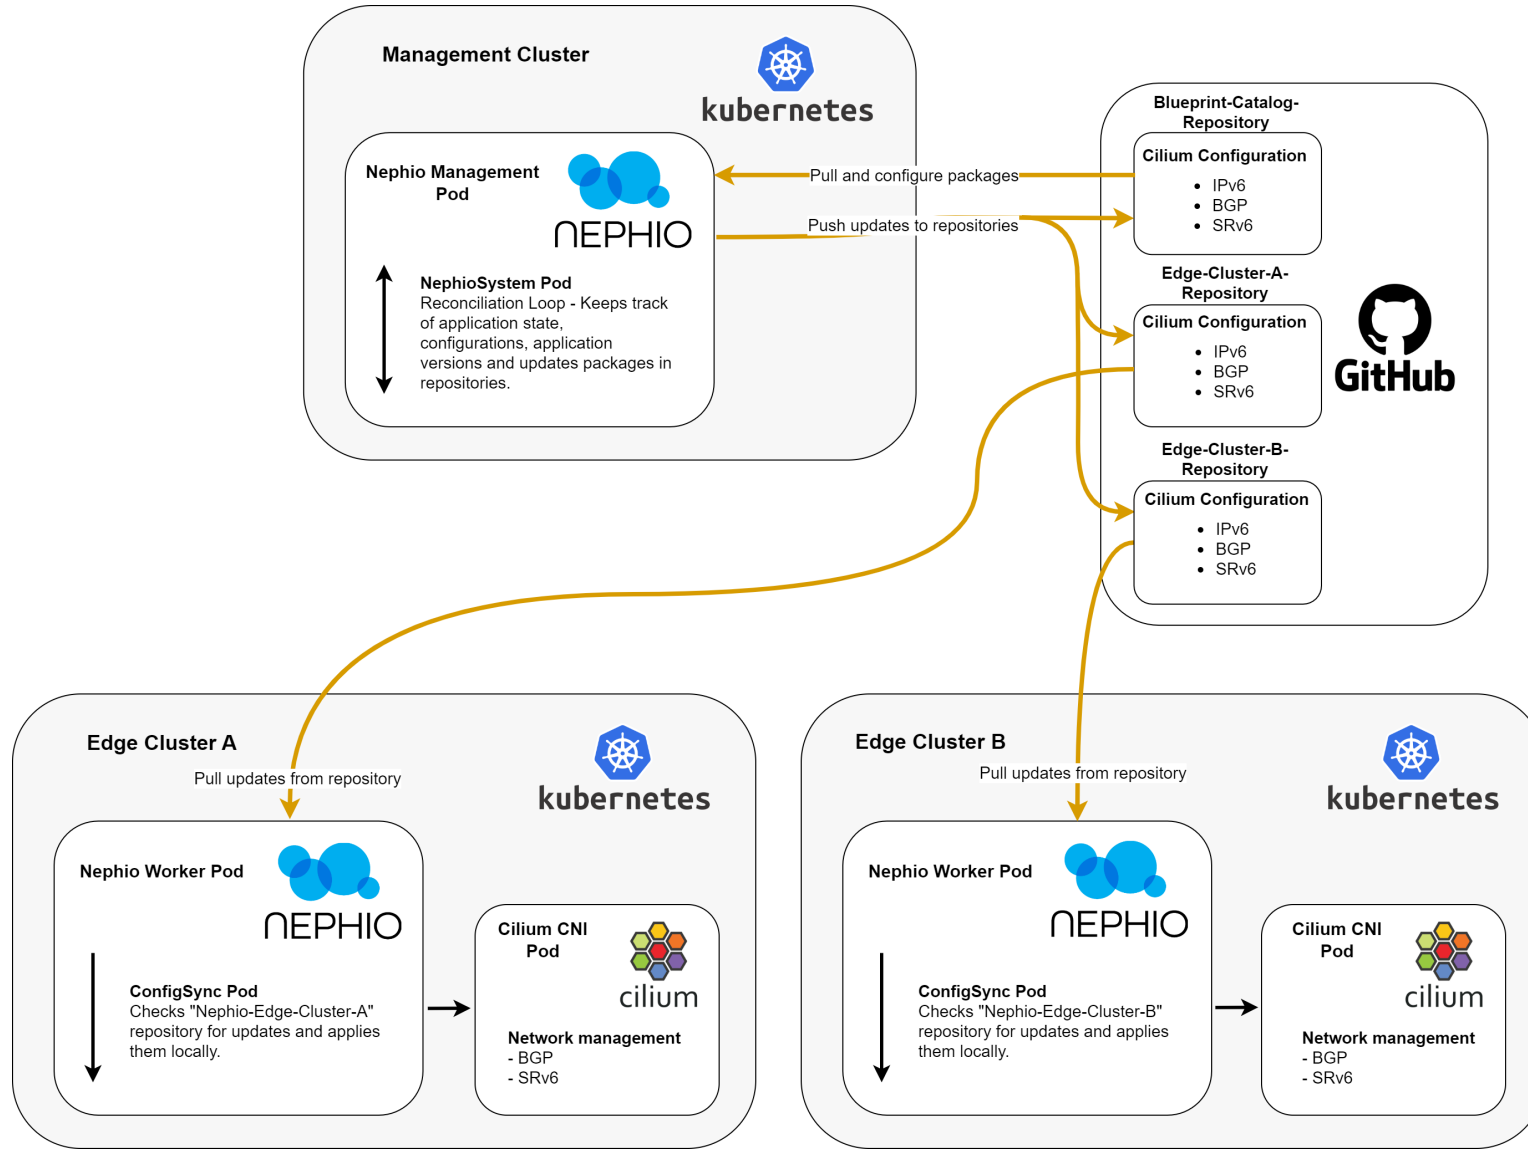 Management Cluster
kubernetes
Nephio Management
Pod
NEPHIO
NephioSystem Pod
Reconciliation Loop - Keeps track
of application state,
configurations, application
versions and updates packages in
repositories.
Pull and configure packages
Push updates to repositories
Blueprint-Catalog-
Repository
Cilium Configuration
• IPv6
• BGP
• SRv6
Edge-Cluster-A-
Repository
Cilium Configuration
• IPv6
• BGP
• SRv6
GitHub
Edge-Cluster-B-
Repository
Cilium Configuration
• IPv6
• BGP
• SRv6
Edge Cluster A
kubernetes
Pull updates from repository
Nephio Worker Pod
NEPHIO
ConfigSync Pod
Checks "Nephio-Edge-Cluster-A"
repository for updates and applies
them locally.
Cilium CNI
Pod
cilium
Network management
- BGP
- SRv6
Edge Cluster B
kubernetes
Pull updates from repository
Nephio Worker Pod
NEPHIO
ConfigSync Pod
Checks "Nephio-Edge-Cluster-B"
repository for updates and applies
them locally.
Cilium CNI
Pod
cilium
Network management
- BGP
- SRv6